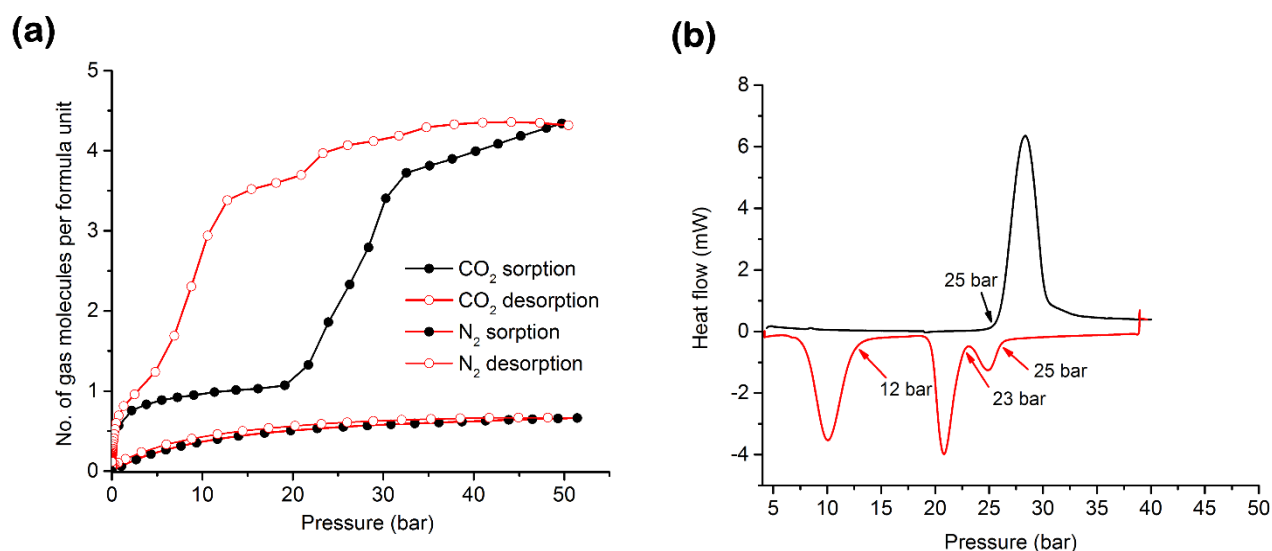 (a)
No. of gas molecules per formula unit
5
4
3
2
1
0
0 10 20 30 40 50
Pressure (bar)
CO₂ sorption
CO₂ desorption
N₂ sorption
N₂ desorption
(b)
Heat flow (mW)
8
6
4
2
0
-2
-4
5 10 15 20 25 30 35 40 45 50
Pressure (bar)
25 bar
12 bar
23 bar
25 bar